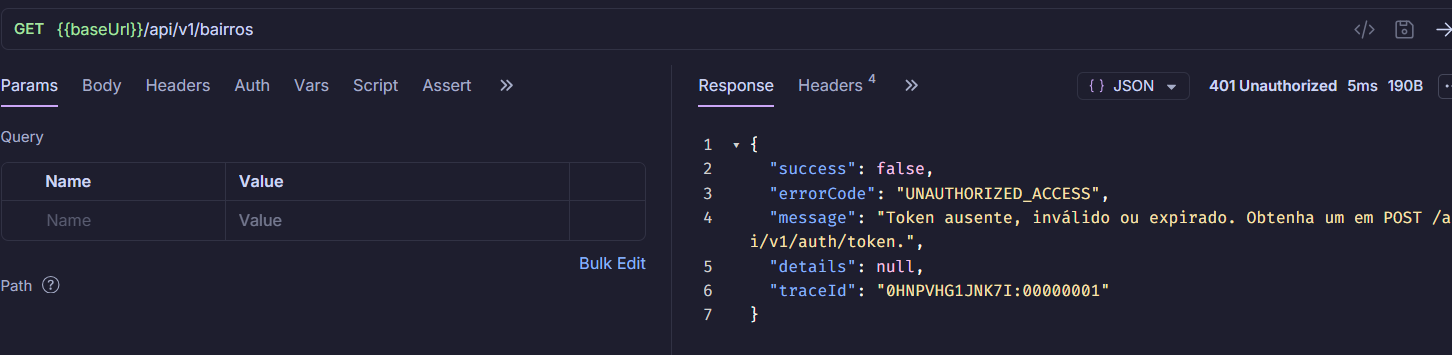 GET {{baseUrl}}/api/v1/bairros
Params Body Headers Auth Vars Script Assert
Query
Name Value
Name Value
Bulk Edit
Path ?
Response Headers 4 { } JSON 401 Unauthorized 5ms 190B
1 {
2 "success": false,
3 "errorCode": "UNAUTHORIZED_ACCESS",
4 "message": "Token ausente, inválido ou expirado. Obtenha um em POST /a
i/v1/auth/token.",
5 "details": null,
6 "traceId": "0HNPVHG1JNK7I:00000001"
7 }